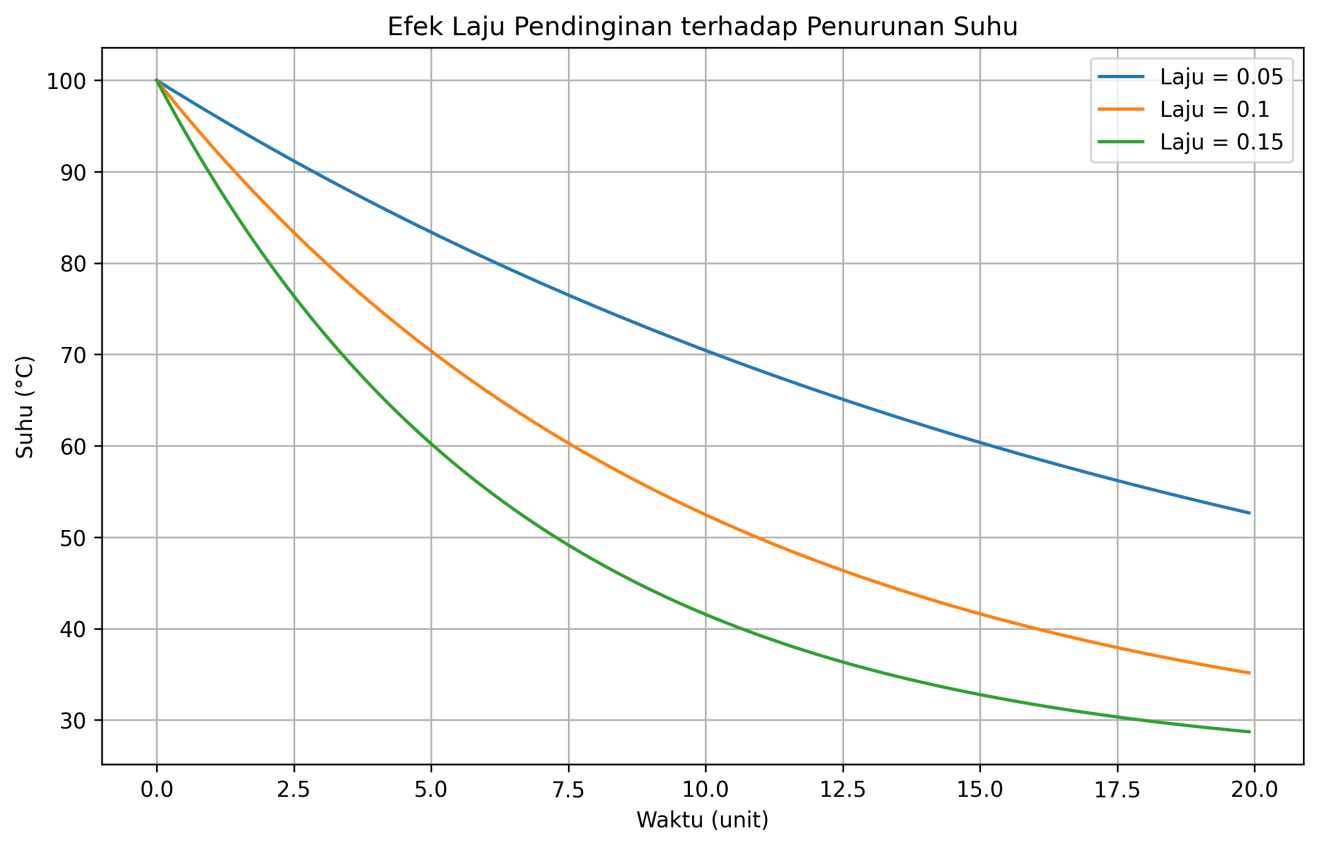 Efek Laju Pendinginan terhadap Penurunan Suhu
Laju = 0.05
Laju = 0.1
Laju = 0.15
Suhu (°C)
100
90
80
70
60
50
40
30
0.0 2.5 5.0 7.5 10.0 12.5 15.0 17.5 20.0
Waktu (unit)